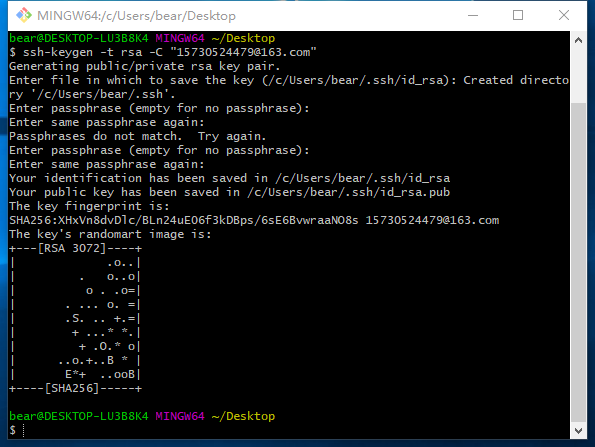 MINGW64:/c/Users/bear/Desktop
bear@DESKTOP-LU3B8K4 MINGW64 ~/Desktop
$ ssh-keygen -t rsa -C "15730524479@163.com"
Generating public/private rsa key pair.
Enter file in which to save the key (/c/Users/bear/.ssh/id_rsa): Created directo
ry '/c/Users/bear/.ssh'.
Enter passphrase (empty for no passphrase):
Enter same passphrase again:
Passphrases do not match.  Try again.
Enter passphrase (empty for no passphrase):
Enter same passphrase again:
Your identification has been saved in /c/Users/bear/.ssh/id_rsa
Your public key has been saved in /c/Users/bear/.ssh/id_rsa.pub
The key fingerprint is:
SHA256:XHxVn8dvDlc/BLn24uEO6f3kDBps/6sE6BvwraaNO8s 15730524479@163.com
The key's randomart image is:
+---[RSA 3072]----+
|             .o..|
|         .   o..o|
|          o . .o=|
|       . ... o. =|
|       .S. .. +.=|
|        + ...* *.|
|         + .O.* o|
|      ..o.+..B * |
|       E*+  ..ooB|
+----[SHA256]-----+
bear@DESKTOP-LU3B8K4 MINGW64 ~/Desktop
$